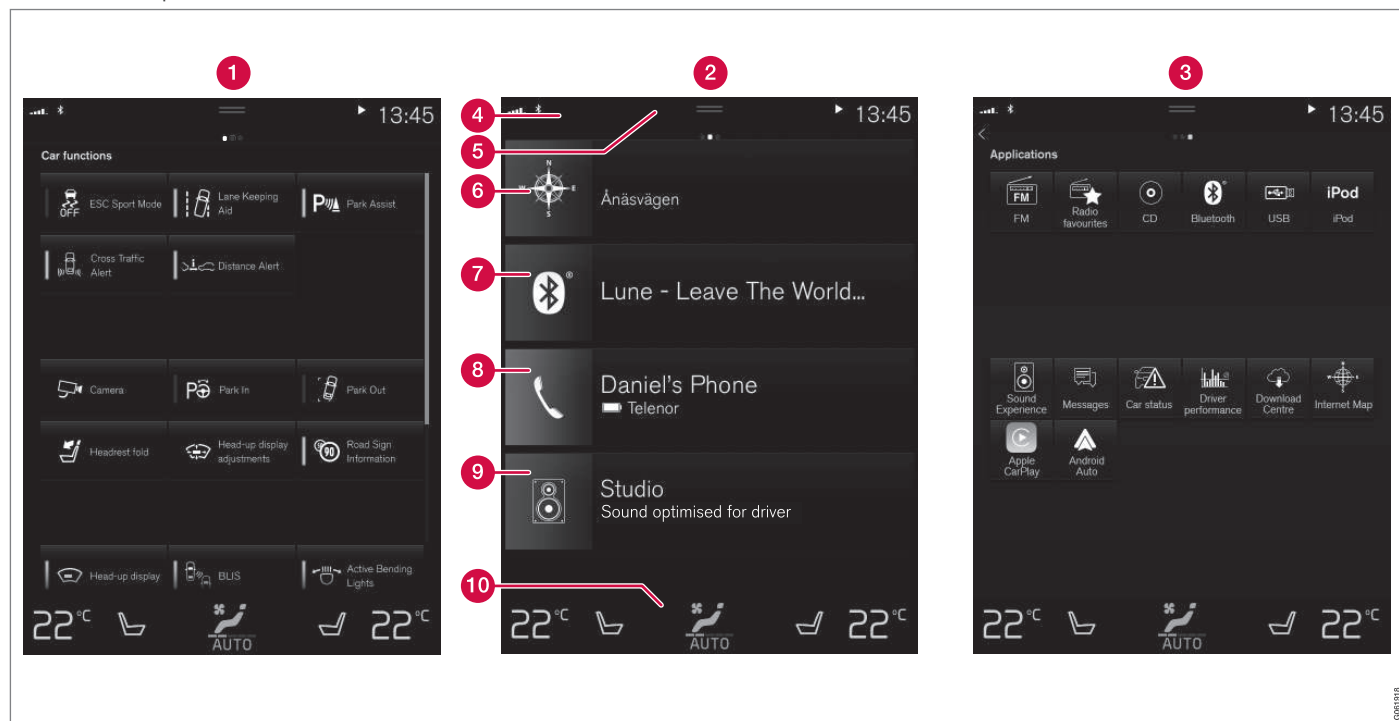 1
2
3
13:45
Car functions
OFF ESC Sport Mode
Lane Keeping
Aid
P Park Assist
Cross Traffic
Alert
Distance Alert
Camera
P Park In
Park Out
Headrest fold
Head-up display
adjustments
90 Road Sign
Information
Head-up display
BLIS
Active Bending
Lights
22°C
AUTO
22°C
4
5
6
7
8
9
10
13:45
N
W
E
S
Ånäsvägen
®
Lune - Leave The World...
Daniel's Phone
Telenor
Studio
Sound optimised for driver
22°C
AUTO
22°C
13:45
Applications
FM
FM
Radio
favourites
CD
Bluetooth
USB
iPod
iPod
Sound
Experience
Messages
Car status
Driver
performance
Download
Centre
Internet Map
Apple
CarPlay
Android
Auto
22°C
AUTO
22°C
G061918